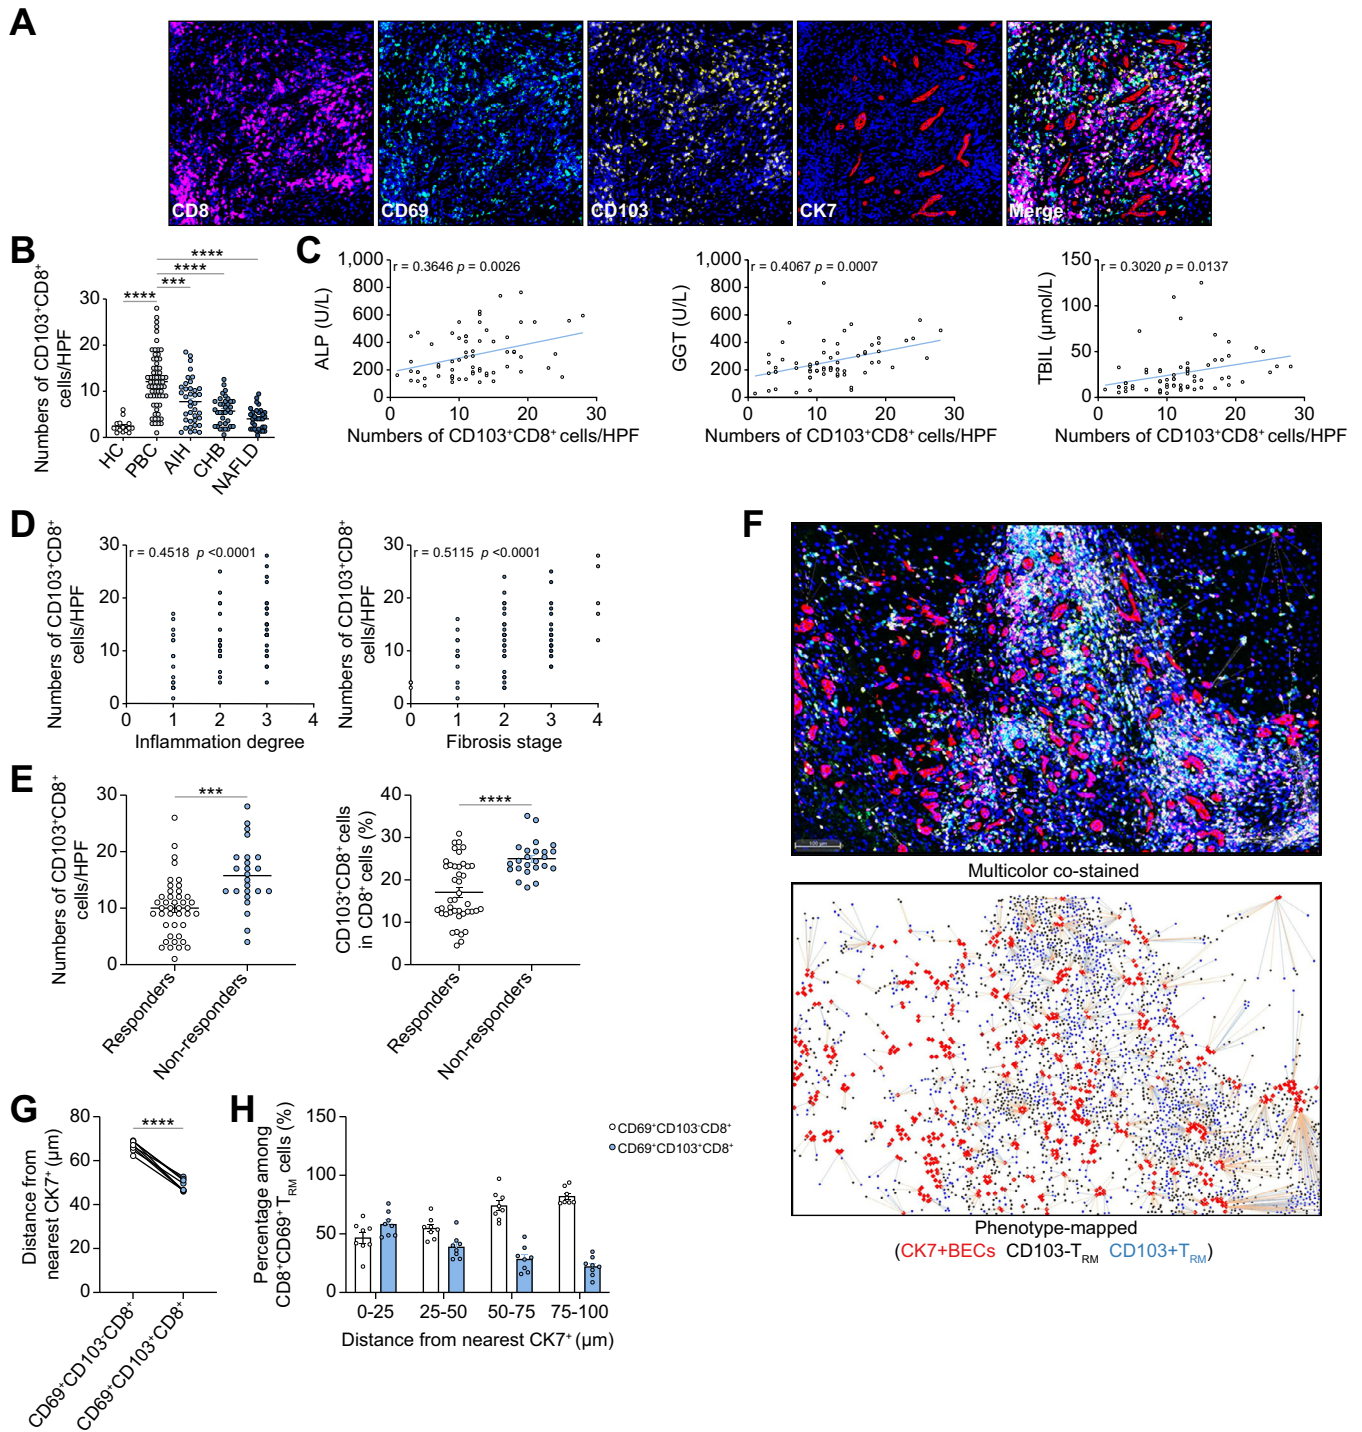 A
CD8
CD69
CD103
CK7
Merge
B
Numbers of CD103⁺CD8⁺
cells/HPF
****
****
***
****
30
20
10
0
HC
PBC
AIH
CHB
NAFLD
C
ALP (U/L)
1,000
800
600
400
200
0
r = 0.3646 p = 0.0026
0
10
20
30
Numbers of CD103⁺CD8⁺ cells/HPF
GGT (U/L)
1,000
800
600
400
200
0
r = 0.4067 p = 0.0007
0
10
20
30
Numbers of CD103⁺CD8⁺ cells/HPF
TBIL (µmol/L)
150
100
50
0
r = 0.3020 p = 0.0137
0
10
20
30
Numbers of CD103⁺CD8⁺ cells/HPF
D
Numbers of CD103⁺CD8⁺
cells/HPF
30
20
10
0
r = 0.4518 p <0.0001
0
1
2
3
4
Inflammation degree
Numbers of CD103⁺CD8⁺
cells/HPF
30
20
10
0
r = 0.5115 p <0.0001
0
1
2
3
4
Fibrosis stage
E
Numbers of CD103⁺CD8⁺
cells/HPF
30
20
10
0
***
Responders
Non-responders
CD103⁺CD8⁺ cells
in CD8⁺ cells (%)
40
30
20
10
0
****
Responders
Non-responders
F
100 µm
Multicolor co-stained
Phenotype-mapped
(CK7+BECs CD103-TRM CD103+TRM)
G
Distance from
nearest CK7⁺ (µm)
80
60
40
20
0
****
CD69⁺CD103⁻CD8⁺
CD69⁺CD103⁺CD8⁺
H
Percentage among
CD8⁺CD69⁺TRM cells (%)
150
100
50
0
CD69⁺CD103⁻CD8⁺
CD69⁺CD103⁺CD8⁺
0-25
25-50
50-75
75-100
Distance from nearest CK7⁺ (µm)